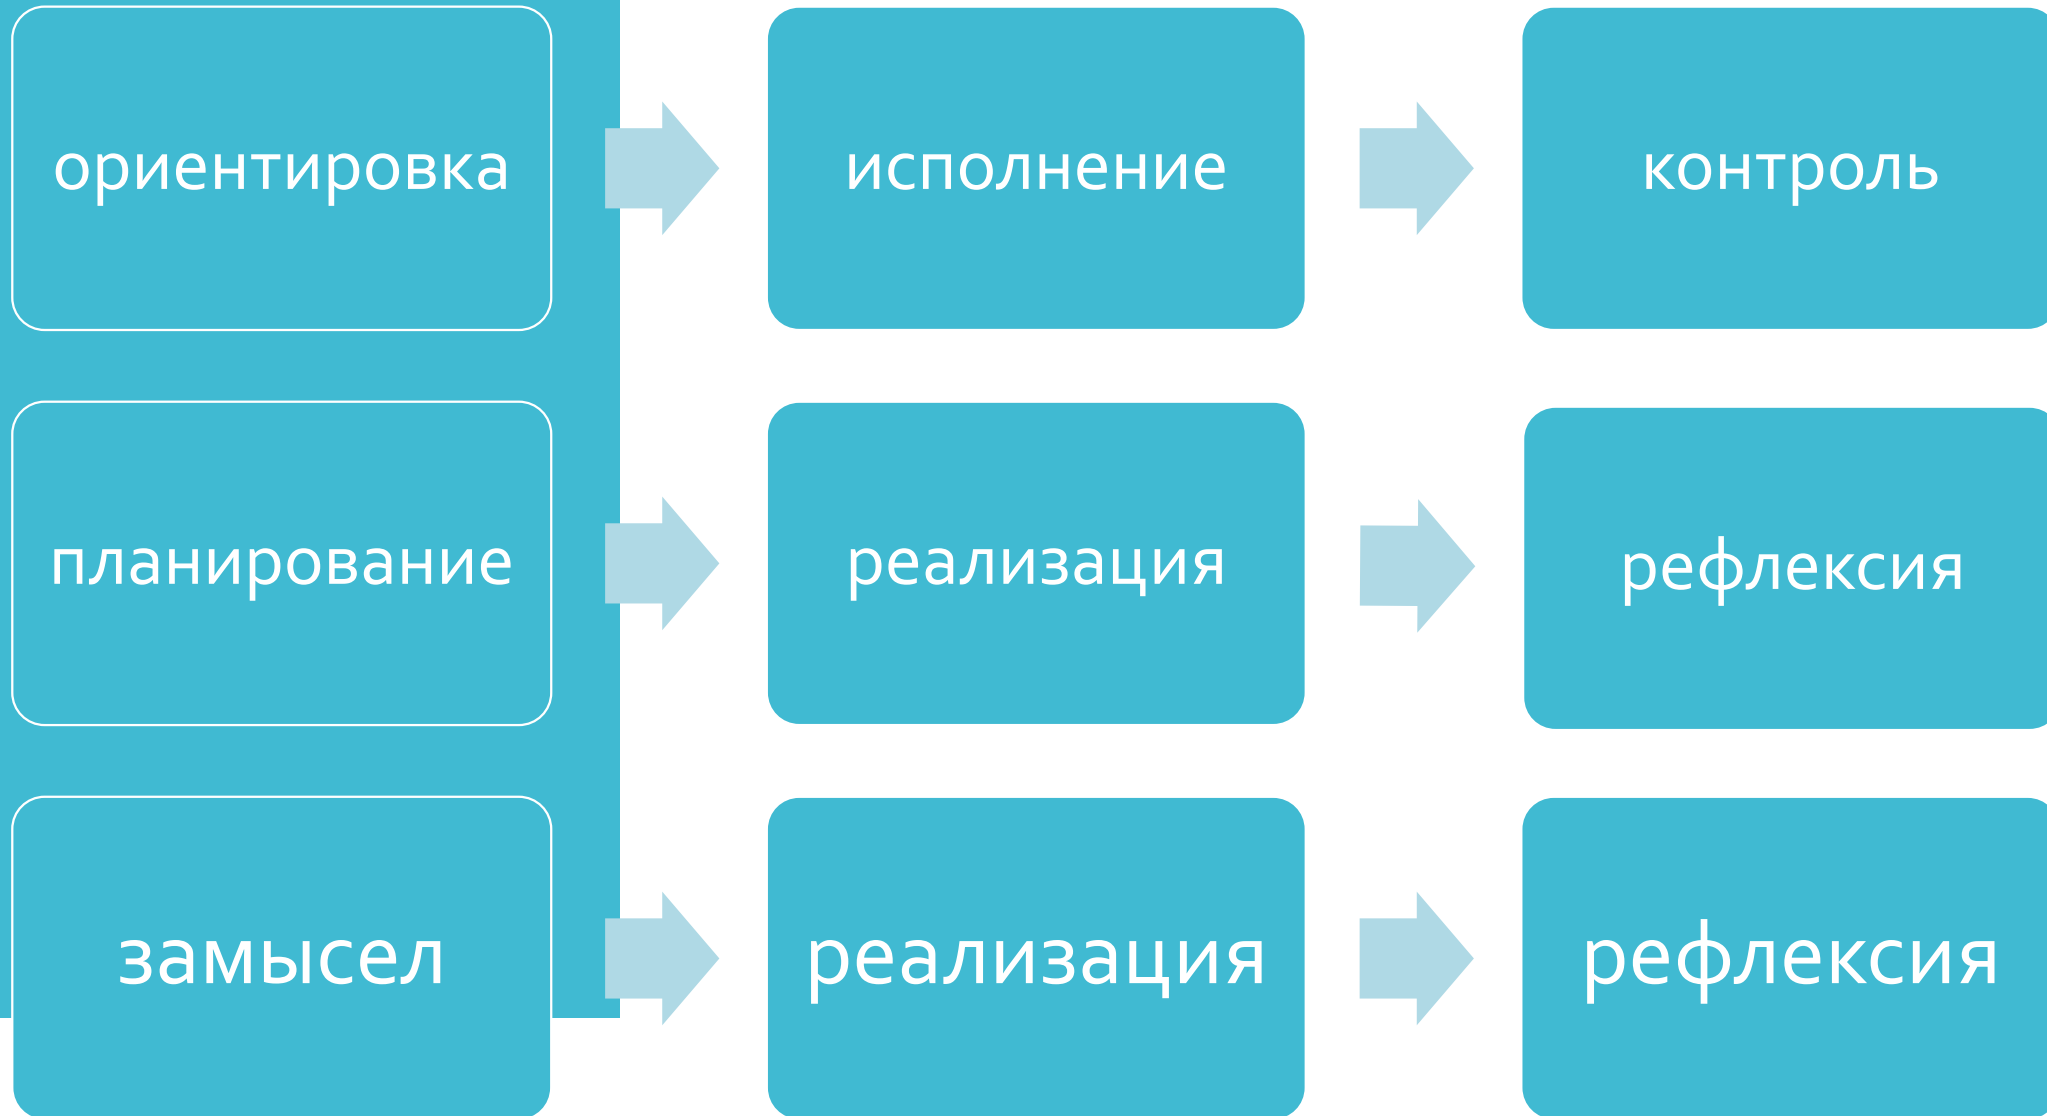 ориентировка
исполнение
контроль
планирование
реализация
рефлексия
замысел
реализация
рефлексия